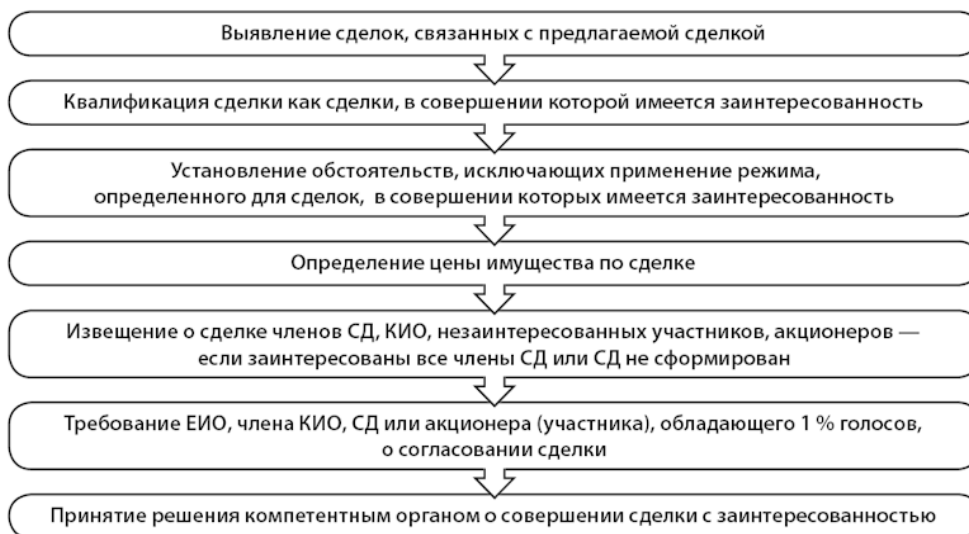 Выявление сделок, связанных с предлагаемой сделкой
Квалификация сделки как сделки, в совершении которой имеется заинтересованность
Установление обстоятельств, исключающих применение режима,
определенного для сделок, в совершении которых имеется заинтересованность
Определение цены имущества по сделке
Извещение о сделке членов СД, КИО, незаинтересованных участников, акционеров —
если заинтересованы все члены СД или СД не сформирован
Требование ЕИО, члена КИО, СД или акционера (участника), обладающего 1 % голосов,
о согласовании сделки
Принятие решения компетентным органом о совершении сделки с заинтересованностью